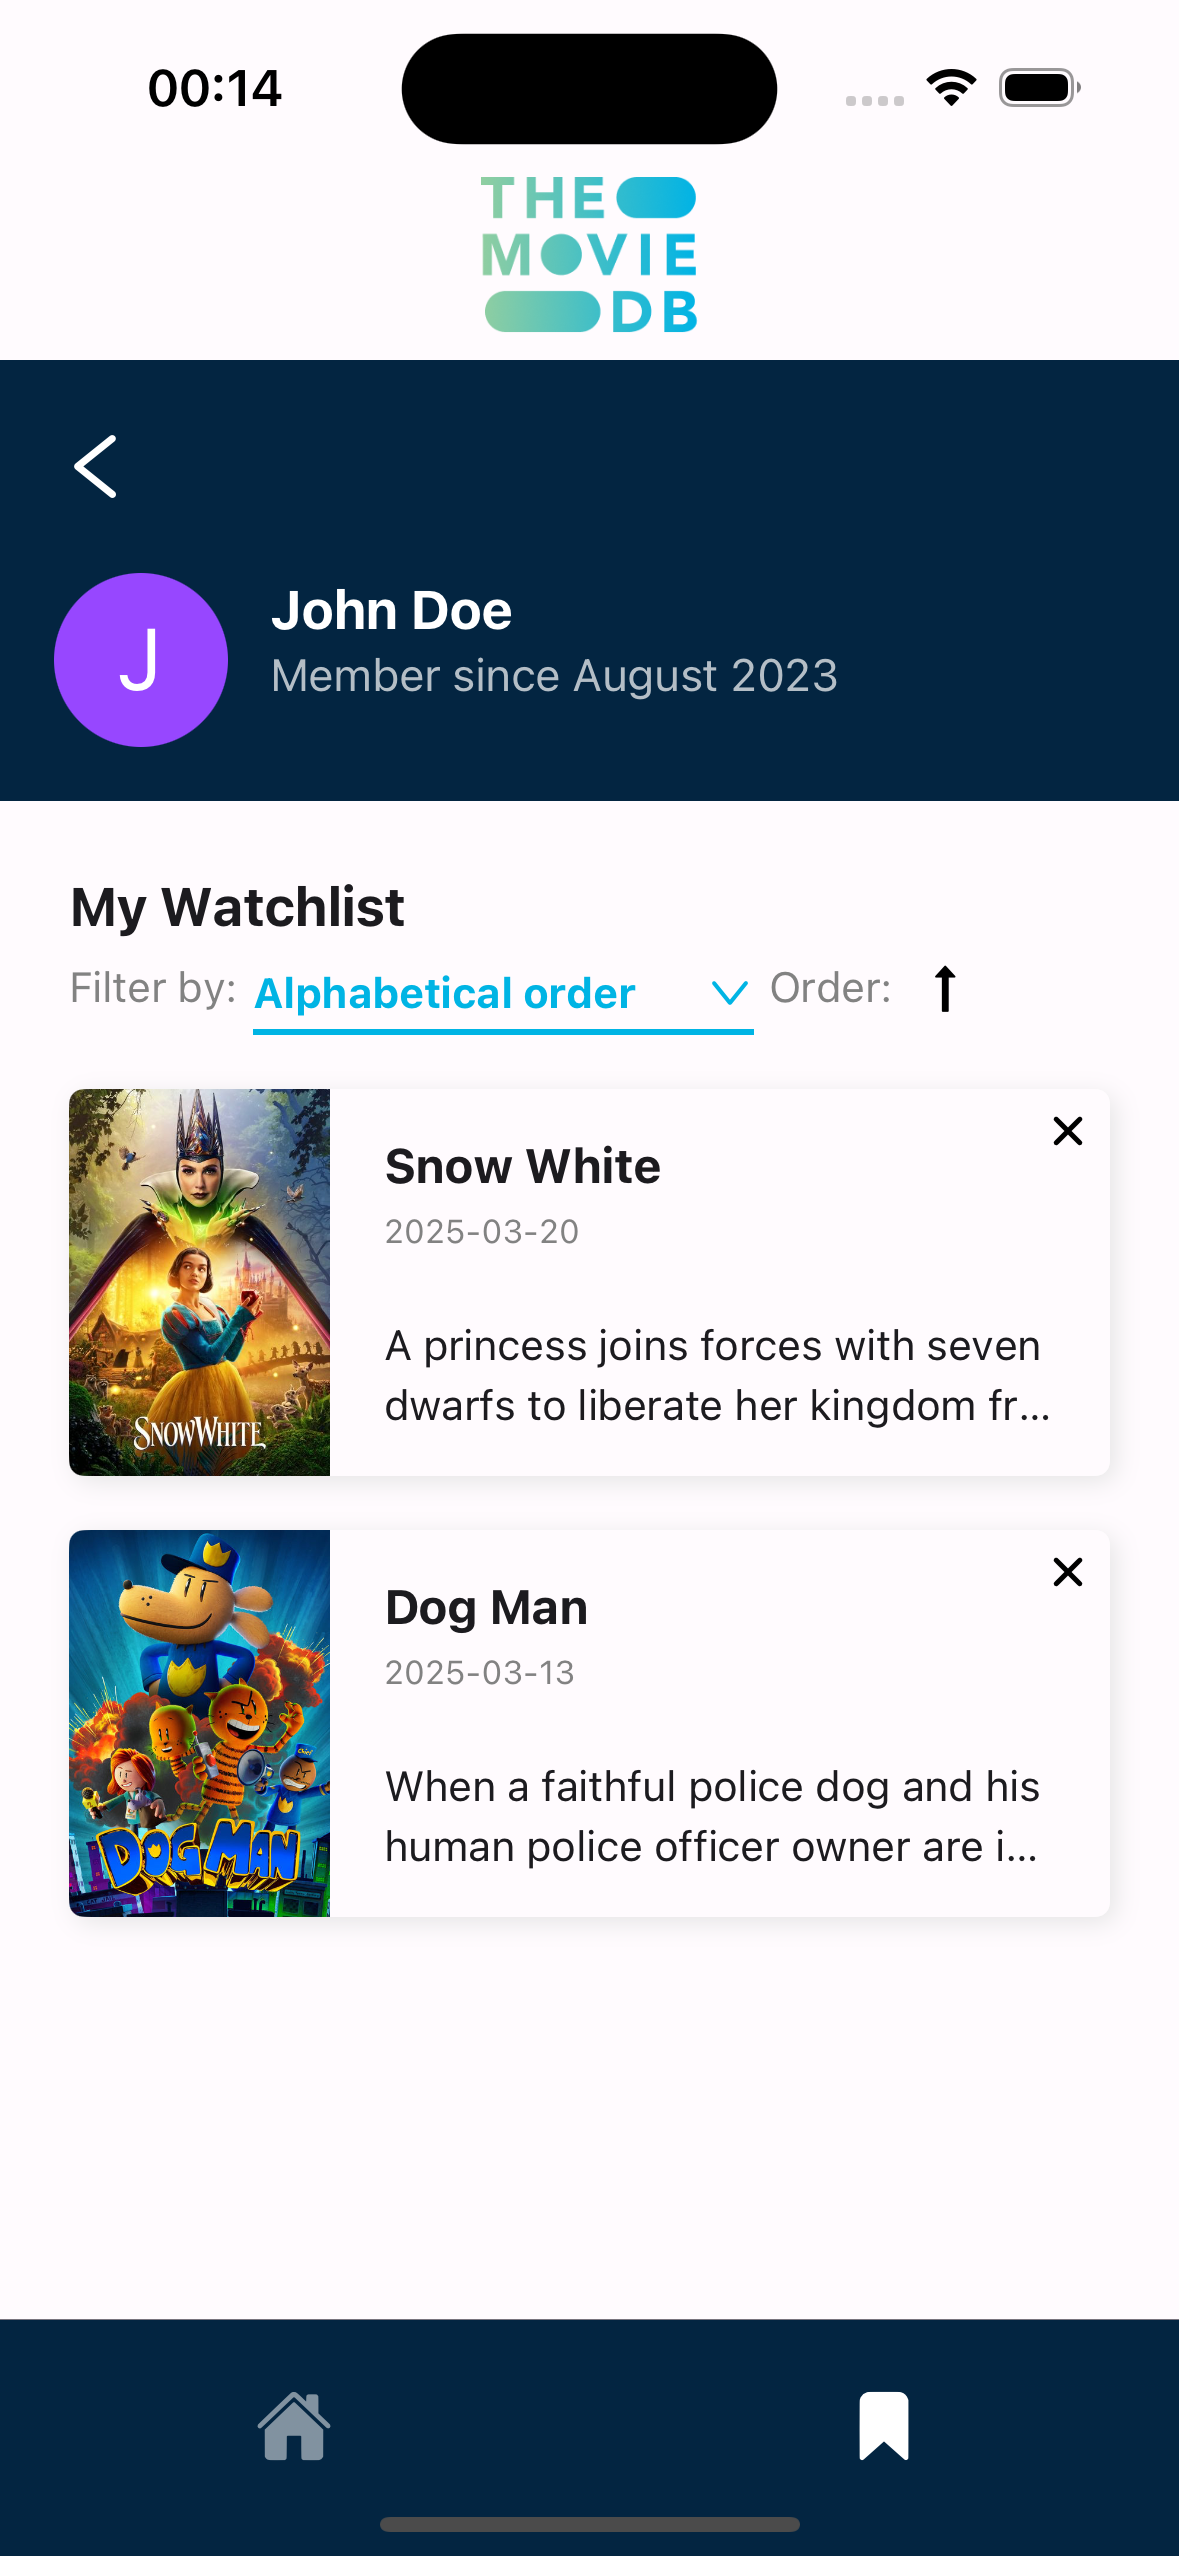 00:14
THE
MOVIE
DB
J
John Doe
Member since August 2023
My Watchlist
Filter by: Alphabetical order Order:
Snow White
2025-03-20
A princess joins forces with seven
dwarfs to liberate her kingdom fr...
SNOW WHITE
Dog Man
2025-03-13
When a faithful police dog and his
human police officer owner are i...
DOG MAN